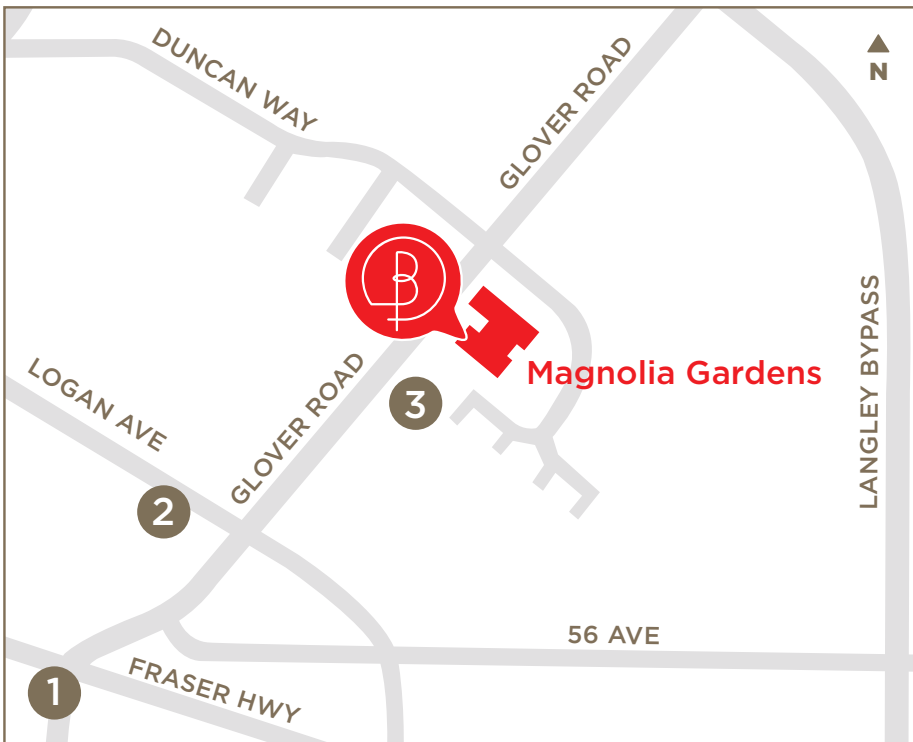 DUNCAN WAY
GLOVER ROAD
N
B
LANGLEY BYPASS
Magnolia Gardens
LOGAN AVE
GLOVER ROAD
3
2
56 AVE
FRASER HWY
1